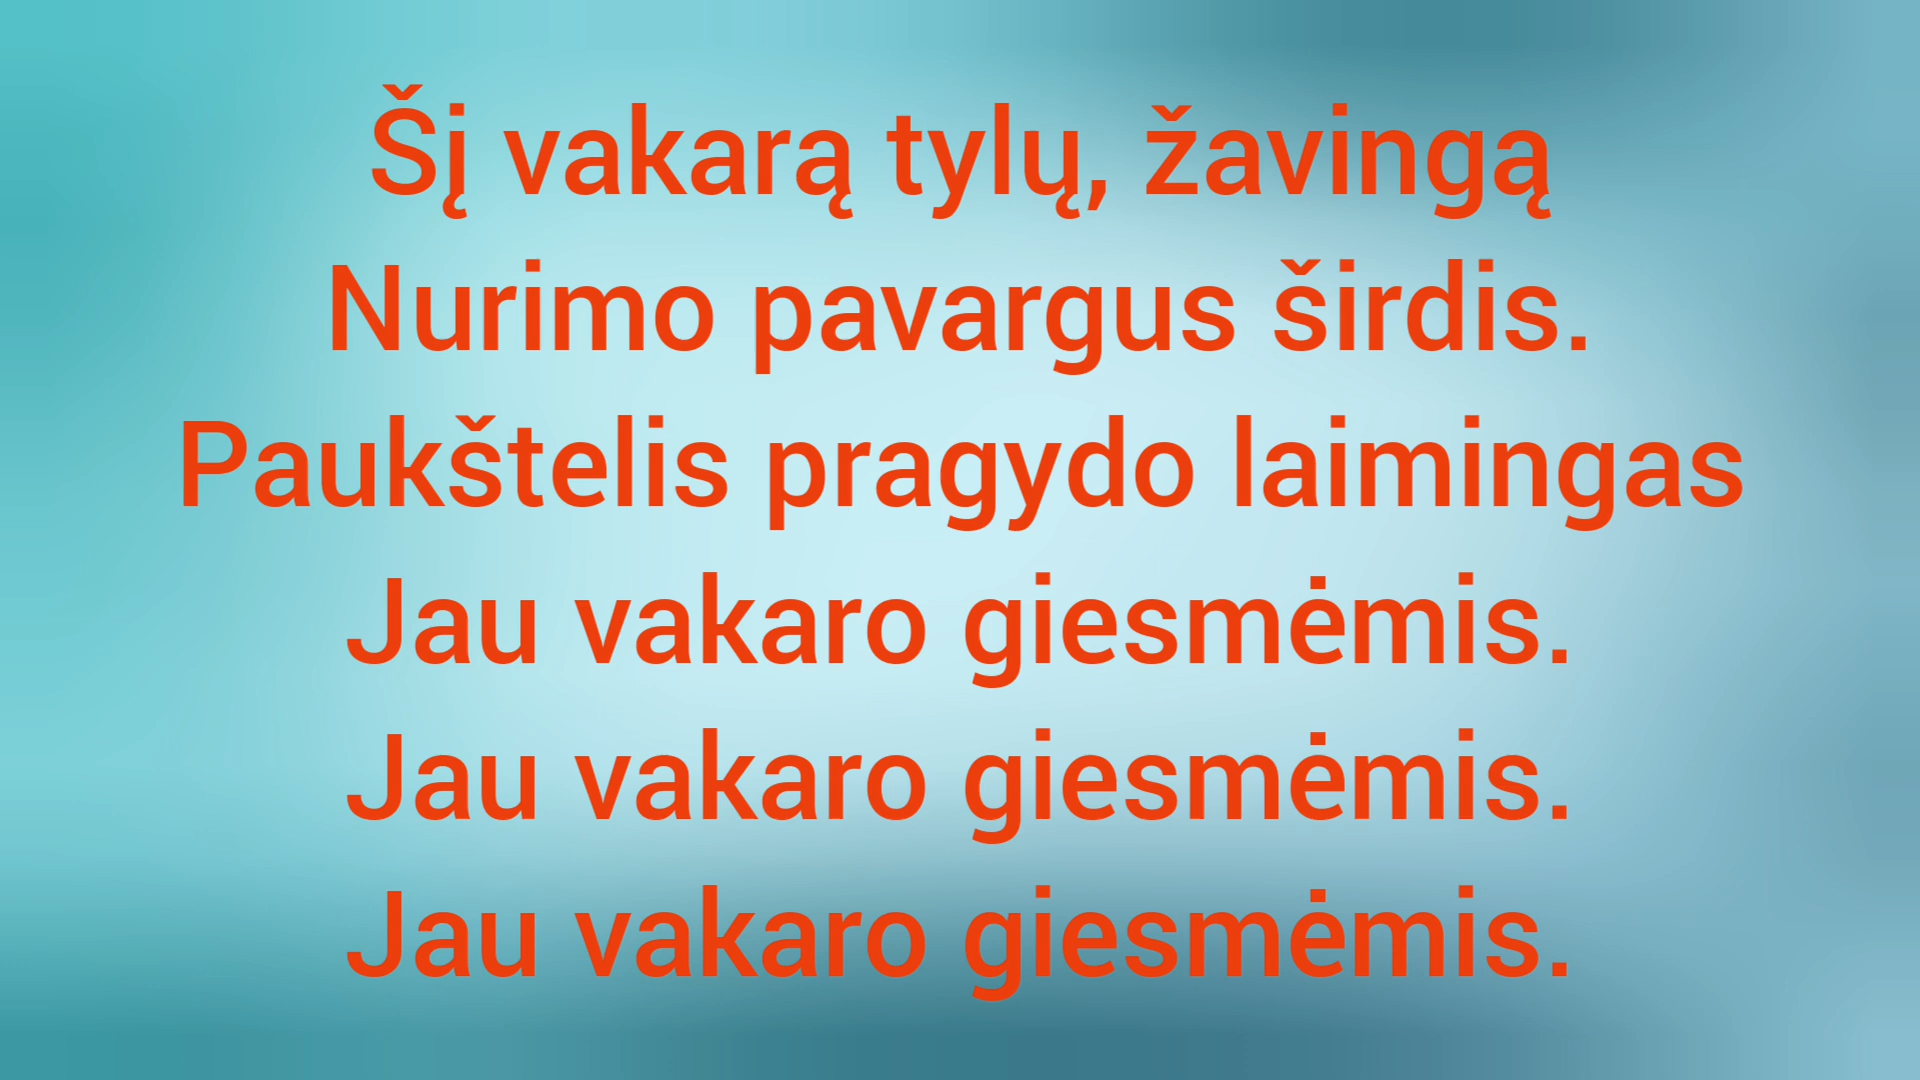 Šį vakarą tylų, žavingą
Nurimo pavargus širdis.
Paukštelis pragydo laimingas
Jau vakaro giesmėmis.
Jau vakaro giesmėmis.
Jau vakaro giesmėmis.